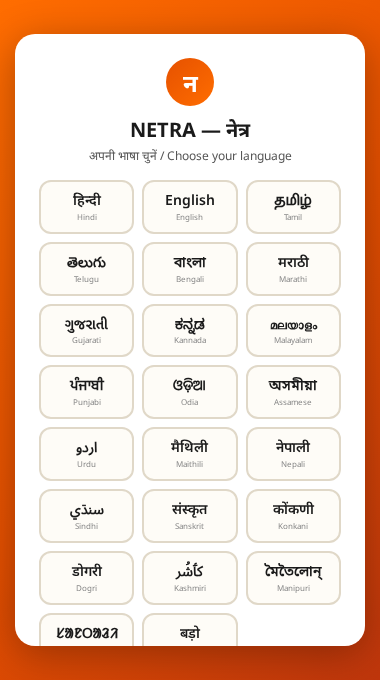 न
NETRA — नेत्र
अपनी भाषा चुनें / Choose your language
हिन्दी English தமிழ்
Hindi English Tamil
తెలుగు বাংলা मराठी
Telugu Bengali Marathi
ગુજરાતી ಕನ್ನಡ മലയാളം
Gujarati Kannada Malayalam
ਪੰਜਾਬੀ ଓଡ଼ିଆ অসমীয়া
Punjabi Odia Assamese
اردو मैथिली नेपाली
Urdu Maithili Nepali
سنڌي संस्कृत कोंकणी
Sindhi Sanskrit Konkani
डोगरी کٲشُر মৈতৈলোন্
Dogri Kashmiri Manipuri
ᱥᱟᱱᱛᱟᱲᱤ बड़ो